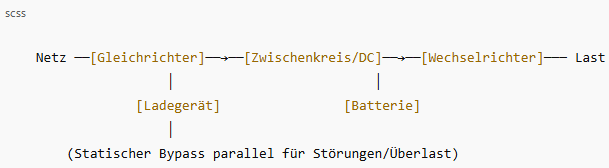 scss
Netz ──[Gleichrichter]──→──[Zwischenkreis/DC]──→──[Wechselrichter]─── Last
│ │
[Ladegerät] [Batterie]
│
(Statischer Bypass parallel für Störungen/Überlast)